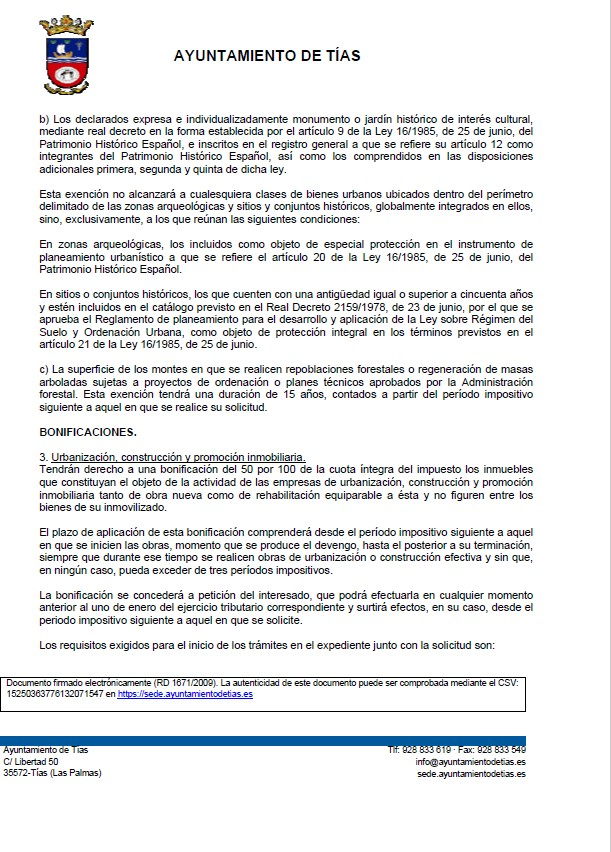 AYUNTAMIENTO DE TÍAS
b) Los declarados expresa e individualizadamente monumento o jardín histórico de interés cultural,
mediante real decreto en la forma establecida por el artículo 9 de la Ley 16/1985, de 25 de junio, del
Patrimonio Histórico Español, e inscritos en el registro general a que se refiere su artículo 12 como
integrantes del Patrimonio Histórico Español, así como los comprendidos en las disposiciones
adicionales primera, segunda y quinta de dicha ley.
Esta exención no alcanzará a cualesquiera clases de bienes urbanos ubicados dentro del perímetro
delimitado de las zonas arqueológicas y sitios y conjuntos históricos, globalmente integrados en ellos,
sino, exclusivamente, a los que reúnan las siguientes condiciones:
En zonas arqueológicas, los incluidos como objeto de especial protección en el instrumento de
planeamiento urbanístico a que se refiere el artículo 20 de la Ley 16/1985, de 25 de junio, del
Patrimonio Histórico Español.
En sitios o conjuntos históricos, los que cuenten con una antigüedad igual o superior a cincuenta años
y estén incluidos en el catálogo previsto en el Real Decreto 2159/1978, de 23 de junio, por el que se
aprueba el Reglamento de planeamiento para el desarrollo y aplicación de la Ley sobre Régimen del
Suelo y Ordenación Urbana, como objeto de protección integral en los términos previstos en el
artículo 21 de la Ley 16/1985, de 25 de junio.
c) La superficie de los montes en que se realicen repoblaciones forestales o regeneración de masas
arboladas sujetas a proyectos de ordenación o planes técnicos aprobados por la Administración
forestal. Esta exención tendrá una duración de 15 años, contados a partir del período impositivo
siguiente a aquel en que se realice su solicitud.
BONIFICACIONES.
3. Urbanización, construcción y promoción inmobiliaria.
Tendrán derecho a una bonificación del 50 por 100 de la cuota íntegra del impuesto los inmuebles
que constituyan el objeto de la actividad de las empresas de urbanización, construcción y promoción
inmobiliaria tanto de obra nueva como de rehabilitación equiparable a ésta y no figuren entre los
bienes de su inmovilizado.
El plazo de aplicación de esta bonificación comprenderá desde el período impositivo siguiente a aquel
en que se inicien las obras, momento que se produce el devengo, hasta el posterior a su terminación,
siempre que durante ese tiempo se realicen obras de urbanización o construcción efectiva y sin que,
en ningún caso, pueda exceder de tres períodos impositivos.
La bonificación se concederá a petición del interesado, que podrá efectuarla en cualquier momento
anterior al uno de enero del ejercicio tributario correspondiente y surtirá efectos, en su caso, desde el
periodo impositivo siguiente a aquel en que se solicite.
Los requisitos exigidos para el inicio de los trámites en el expediente junto con la solicitud son:
Documento firmado electrónicamente (RD 1671/2009). La autenticidad de este documento puede ser comprobada mediante el CSV:
15250363776132071547 en https://sede.ayuntamientodetias.es
Ayuntamiento de Tías
C/ Libertad 50
35572-Tías (Las Palmas)
Tlf: 928 833 619 · Fax: 928 833 549
info@ayuntamientodetias.es
sede.ayuntamientodetias.es